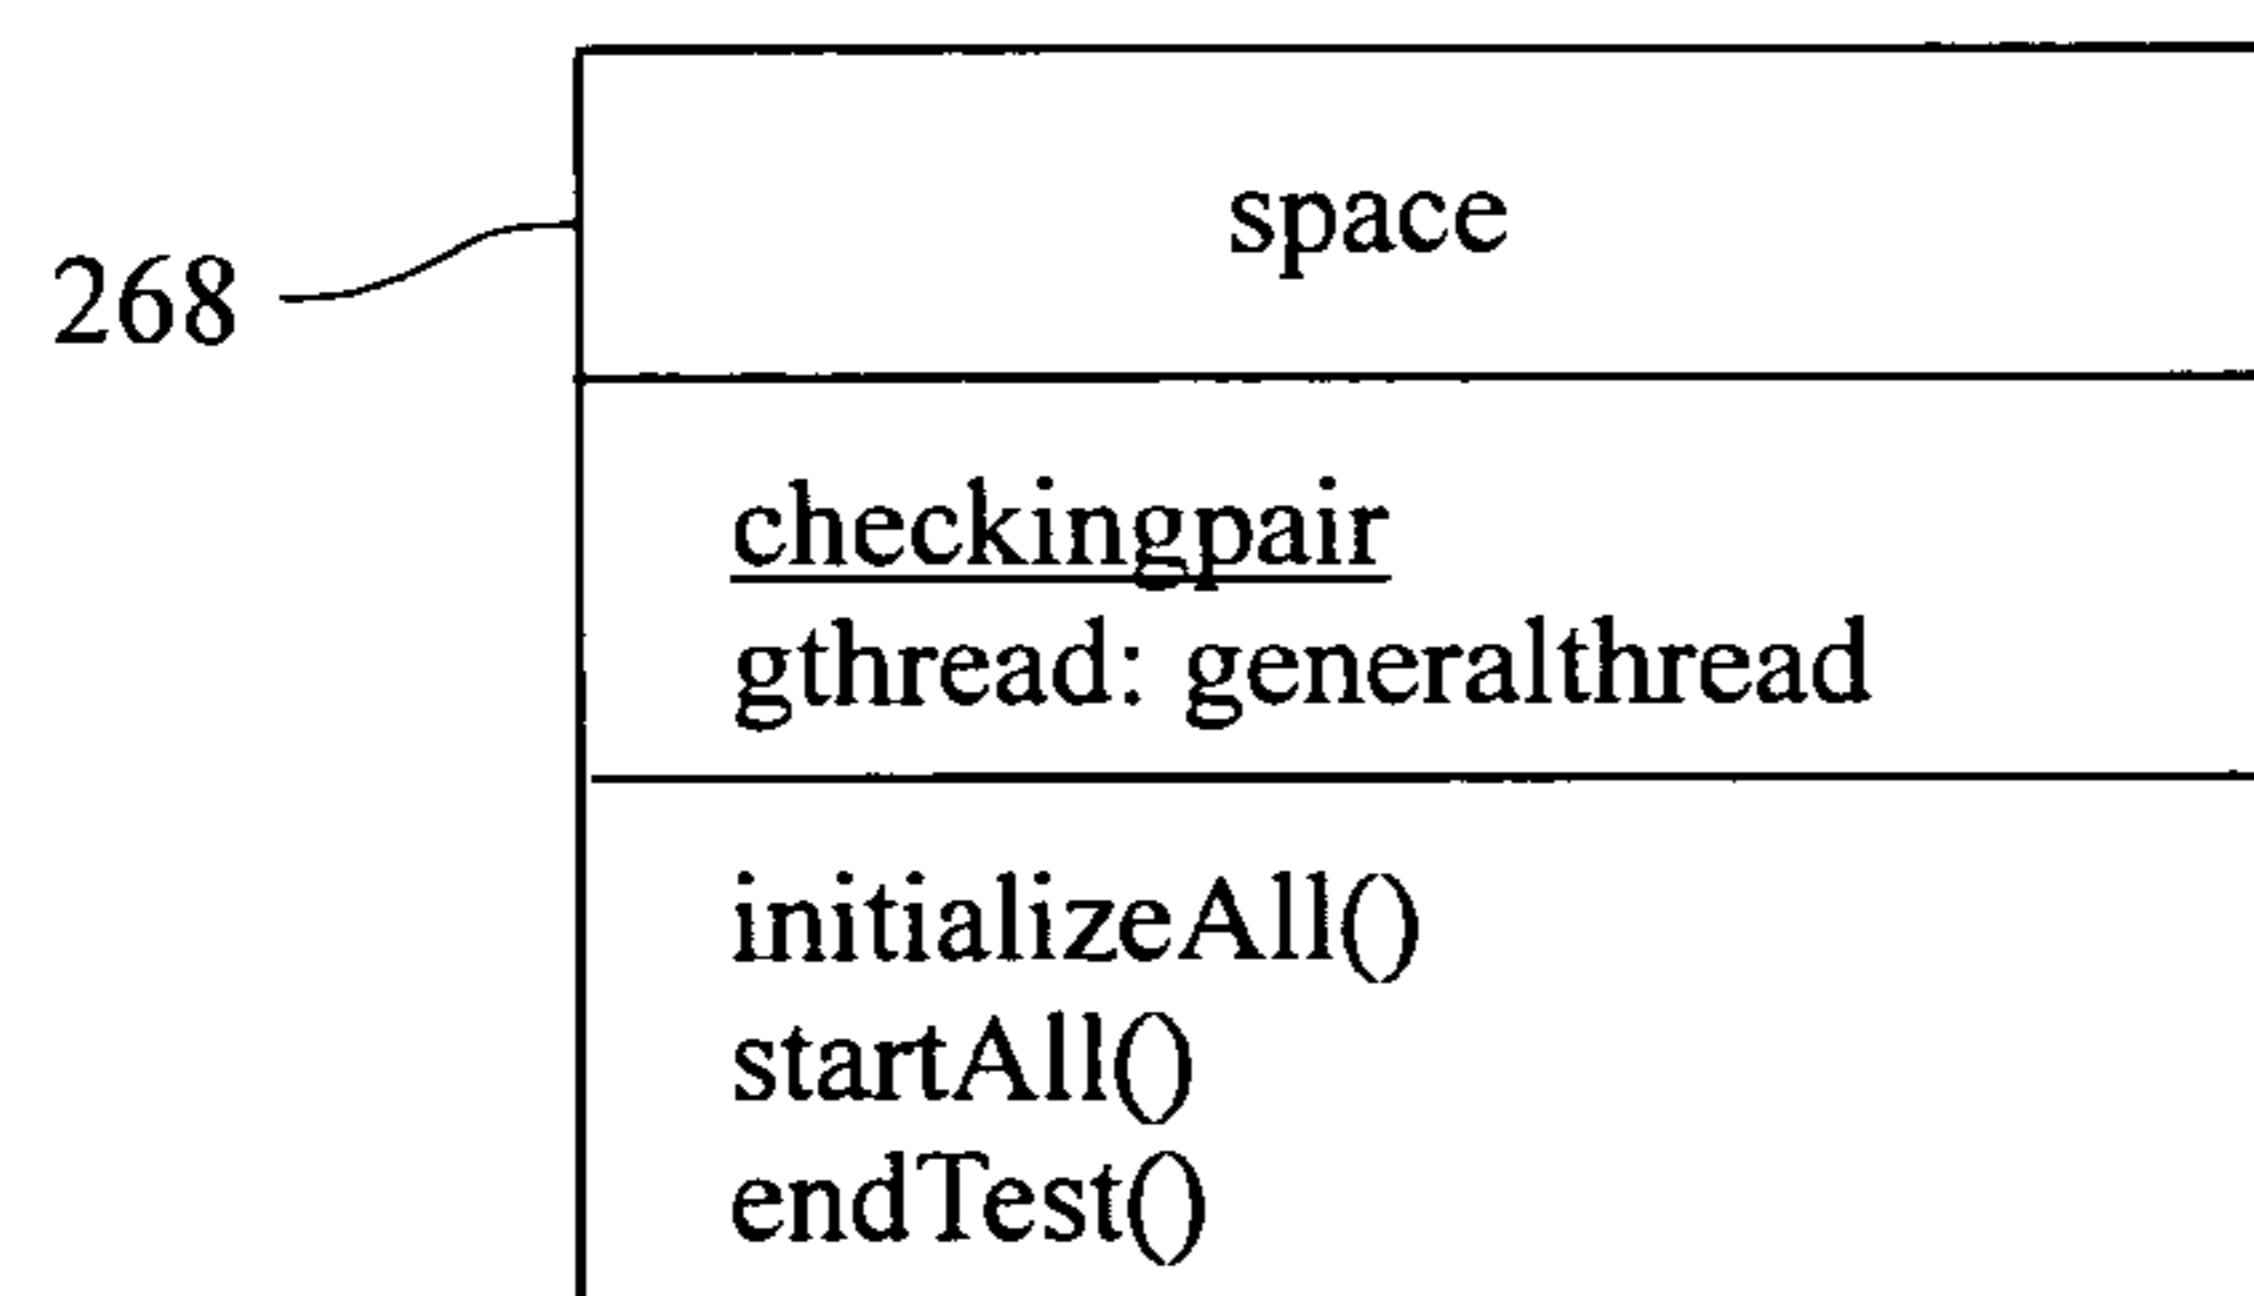 space
268
checkingpair
gthread: generalthread
initializeAll()
startAll()
endTest()